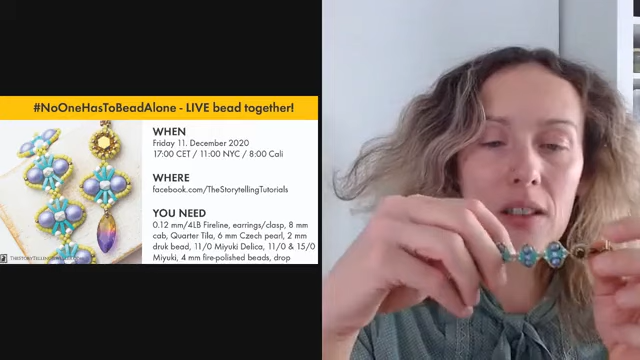 #NoOneHasToBeadAlone - LIVE bead together!
WHEN
Friday 11. December 2020
17:00 CET / 11:00 NYC / 8:00 Cali
WHERE
facebook.com/TheStorytellingTutorials
YOU NEED
0.12 mm/4LB Fireline, earrings/clasp, 8 mm
cab, Quarter Tila, 6 mm Czech pearl, 2 mm
druk bead, 11/0 Miyuki Delica, 11/0 & 15/0
Miyuki, 4 mm fire-polished beads, drop